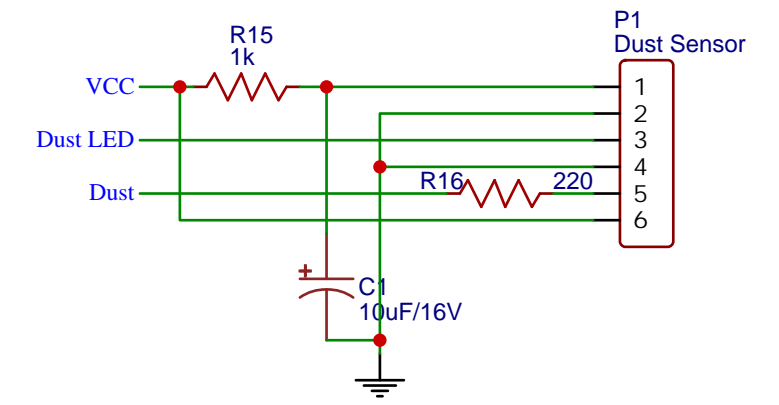 P1
Dust Sensor
R15
1k
VCC
1
2
Dust LED
3
4
Dust
R16
220
5
6
+
C1
10uF/16V